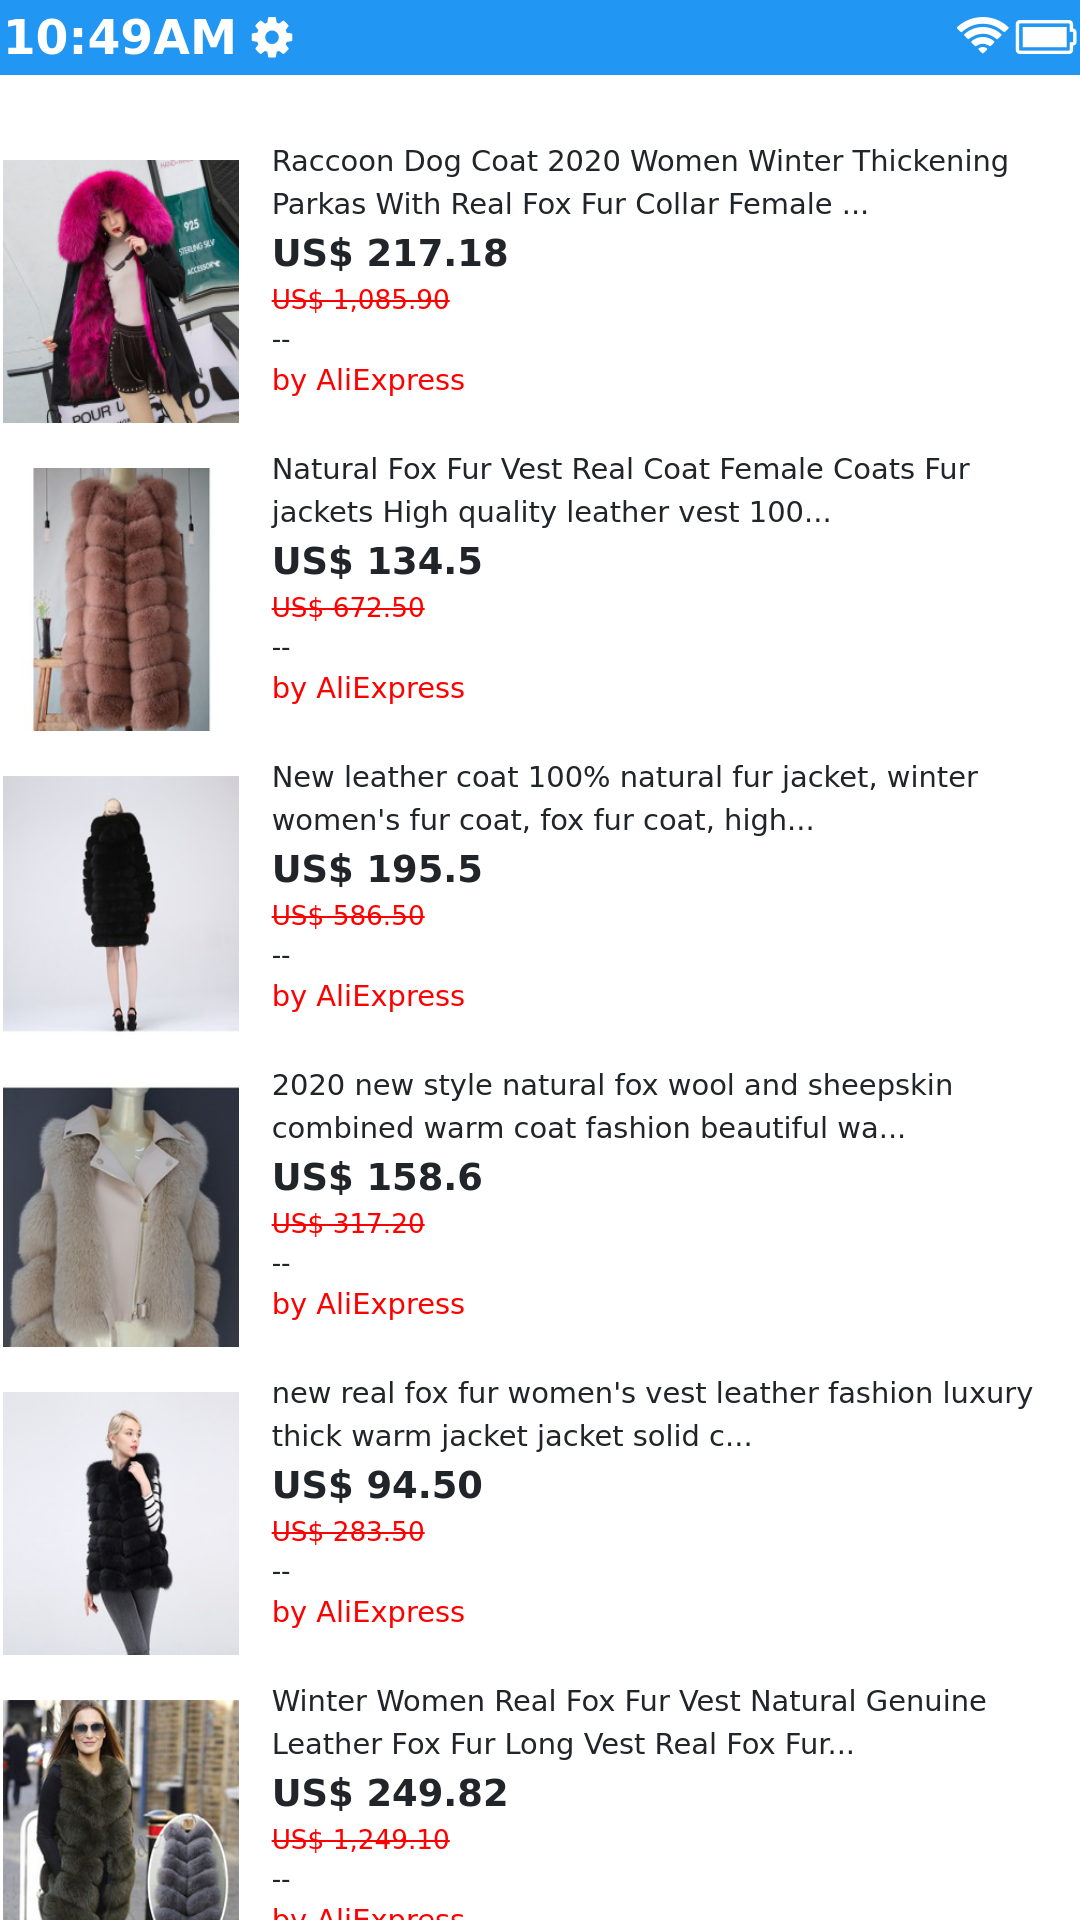 10:49AM
Raccoon Dog Coat 2020 Women Winter Thickening
Parkas With Real Fox Fur Collar Female ...
US$ 217.18
US$ 1,085.90
--
by AliExpress
925
STERLING SILV
ACCESSOR
POUR U
Natural Fox Fur Vest Real Coat Female Coats Fur
jackets High quality leather vest 100...
US$ 134.5
US$ 672.50
--
by AliExpress
New leather coat 100% natural fur jacket, winter
women's fur coat, fox fur coat, high...
US$ 195.5
US$ 586.50
--
by AliExpress
2020 new style natural fox wool and sheepskin
combined warm coat fashion beautiful wa...
US$ 158.6
US$ 317.20
--
by AliExpress
new real fox fur women's vest leather fashion luxury
thick warm jacket jacket solid c...
US$ 94.50
US$ 283.50
--
by AliExpress
Winter Women Real Fox Fur Vest Natural Genuine
Leather Fox Fur Long Vest Real Fox Fur...
US$ 249.82
US$ 1,249.10
--
by AliExpress